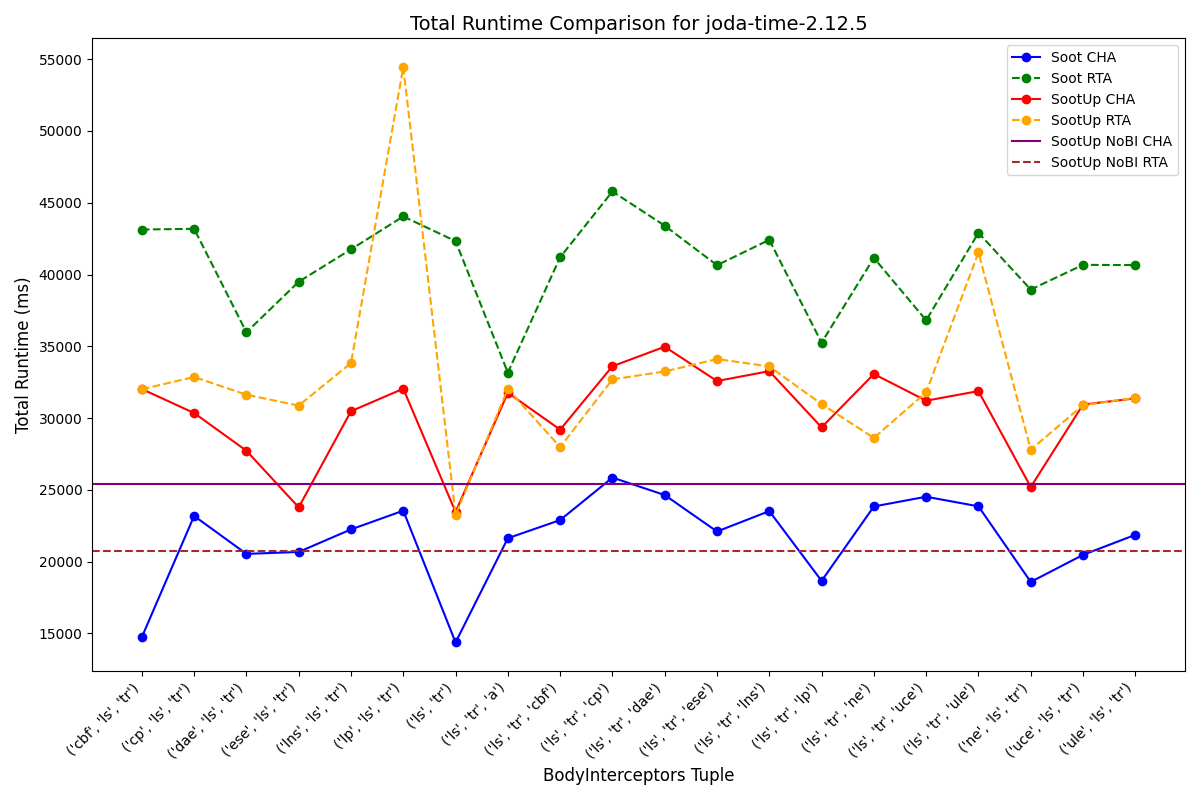 Total Runtime Comparison for joda-time-2.12.5
Soot CHA
Soot RTA
SootUp CHA
SootUp RTA
SootUp NoBI CHA
SootUp NoBI RTA
Total Runtime (ms)
55000
50000
45000
40000
35000
30000
25000
20000
15000
('cbf', 'ls', 'tr')
('cp', 'ls', 'tr')
('dae', 'ls', 'tr')
('ese', 'ls', 'tr')
('lns', 'ls', 'tr')
('lp', 'ls', 'tr')
('ls', 'tr')
('ls', 'tr', 'a')
('ls', 'tr', 'cbf')
('ls', 'tr', 'cp')
('ls', 'tr', 'dae')
('ls', 'tr', 'ese')
('ls', 'tr', 'lns')
('ls', 'tr', 'lp')
('ls', 'tr', 'ne')
('ls', 'tr', 'uce')
('ls', 'tr', 'ule')
('ne', 'ls', 'tr')
('uce', 'ls', 'tr')
('ule', 'ls', 'tr')
BodyInterceptors Tuple